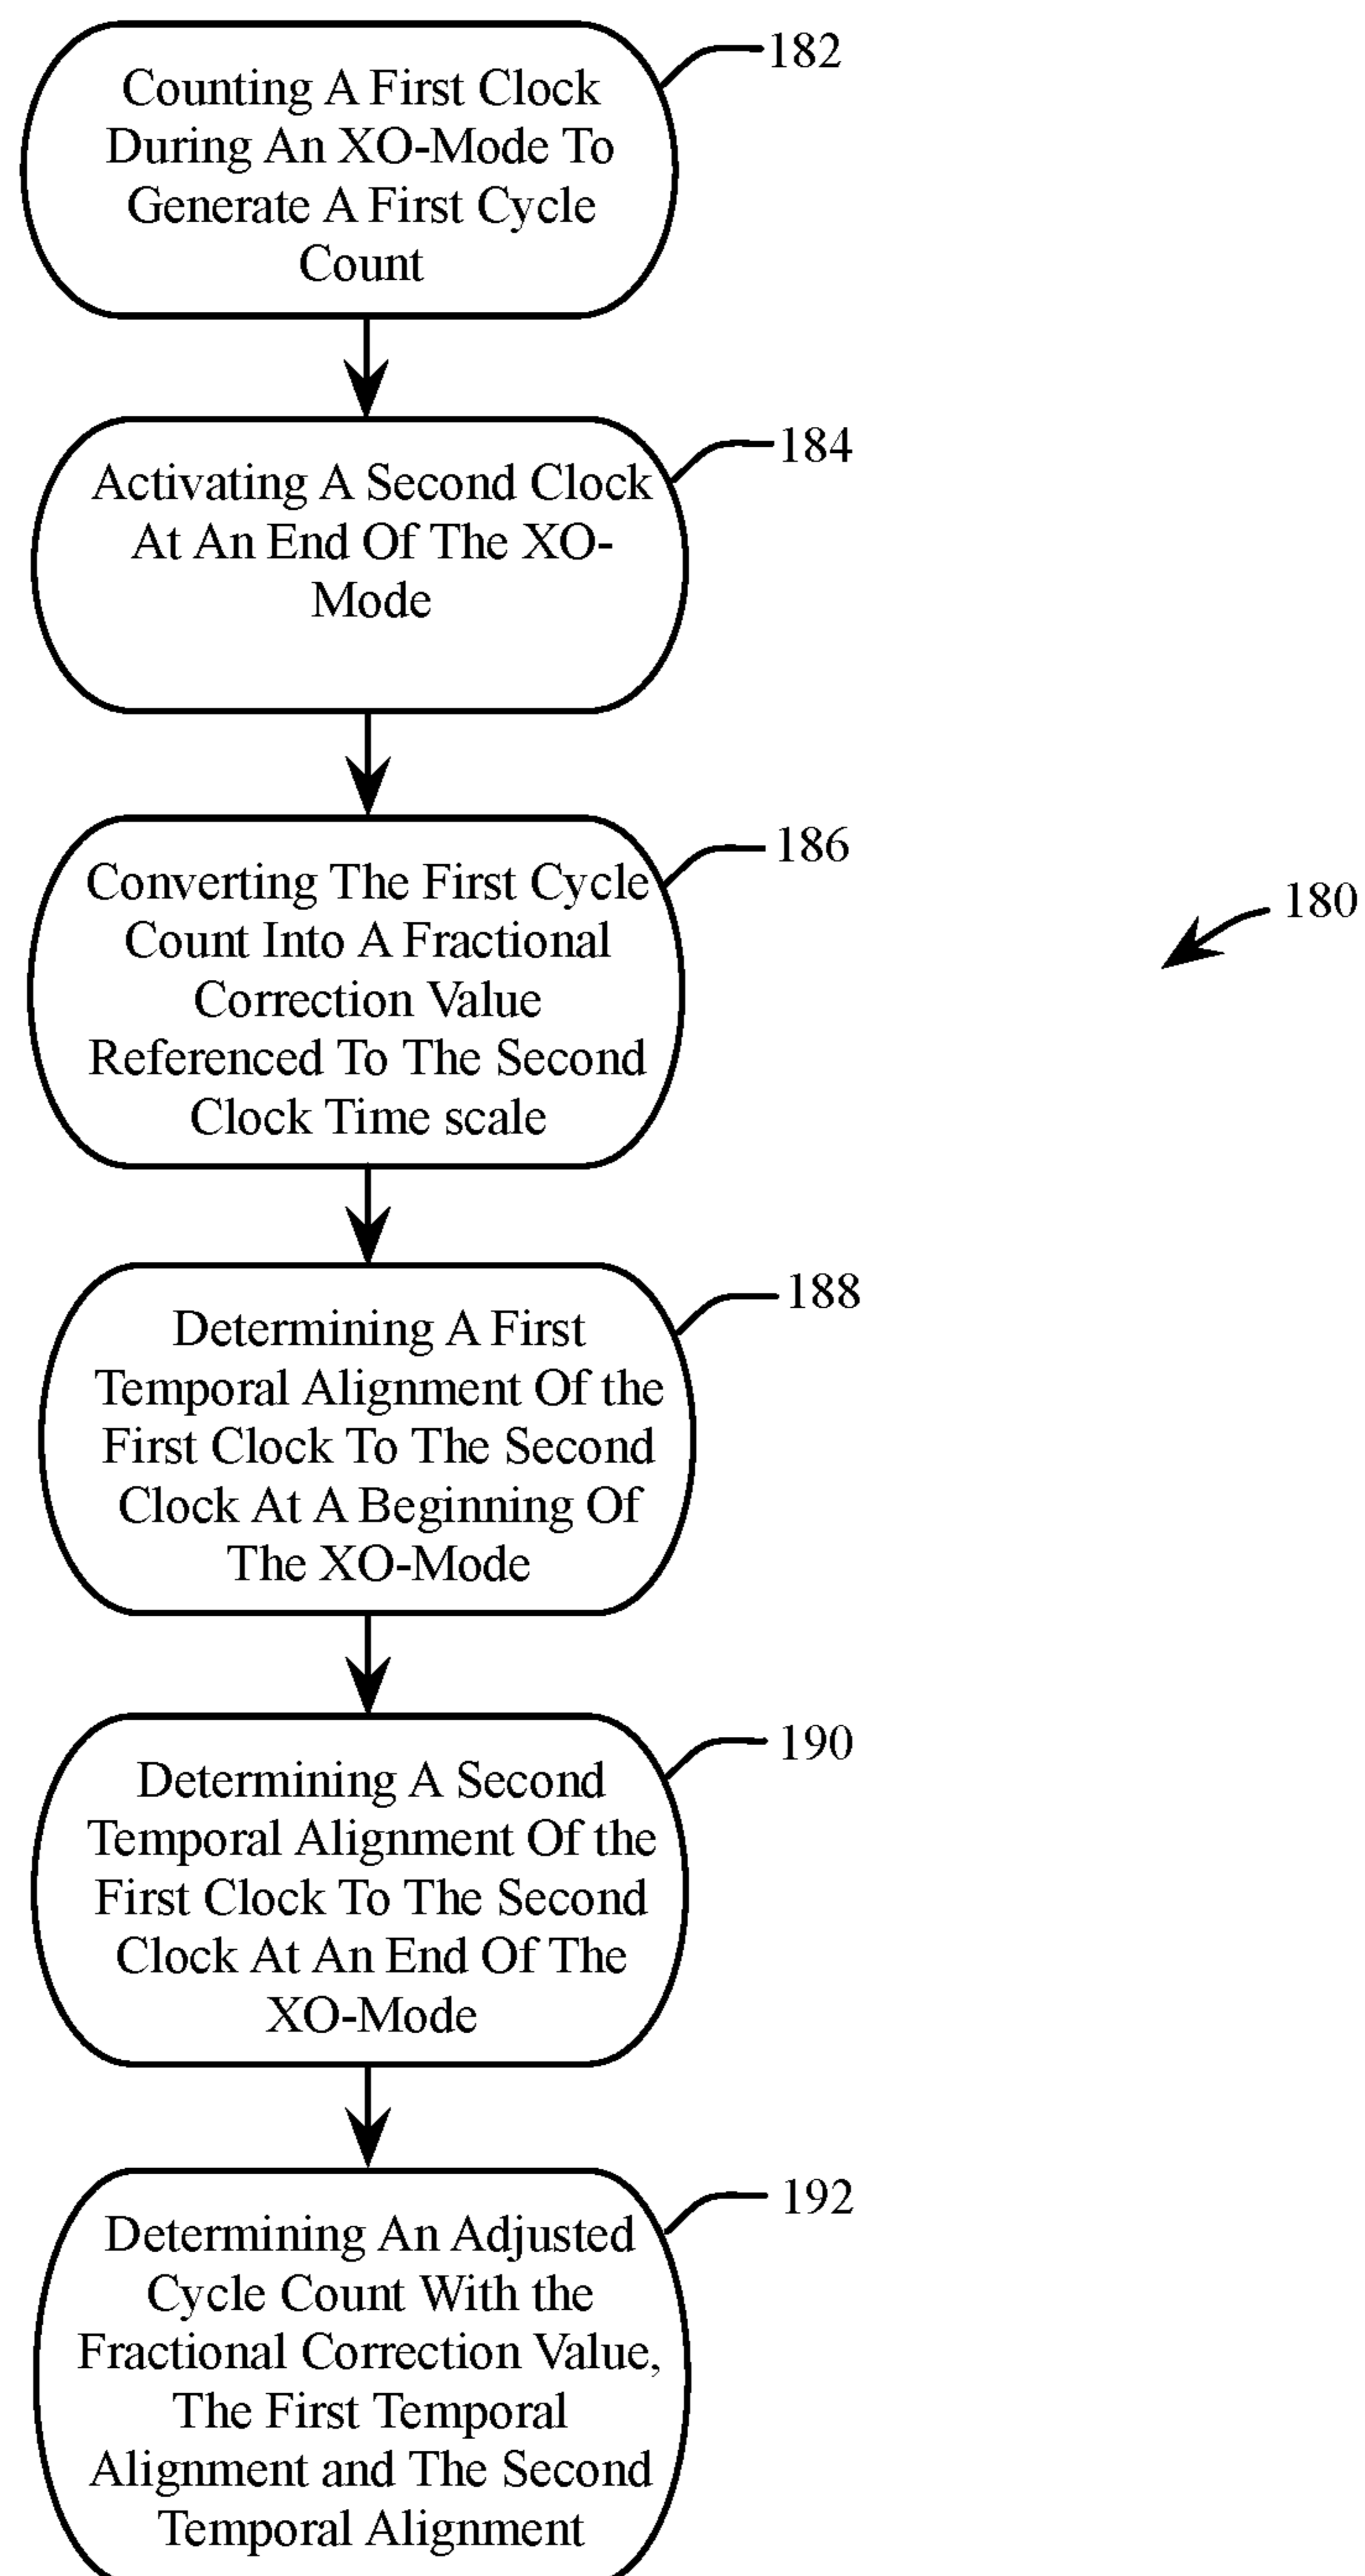 182
Counting A First Clock
During An XO-Mode To
Generate A First Cycle
Count
184
Activating A Second Clock
At An End Of The XO-
Mode
186
Converting The First Cycle
Count Into A Fractional
Correction Value
Referenced To The Second
Clock Time scale
180
188
Determining A First
Temporal Alignment Of the
First Clock To The Second
Clock At A Beginning Of
The XO-Mode
190
Determining A Second
Temporal Alignment Of the
First Clock To The Second
Clock At An End Of The
XO-Mode
192
Determining An Adjusted
Cycle Count With the
Fractional Correction Value,
The First Temporal
Alignment and The Second
Temporal Alignment